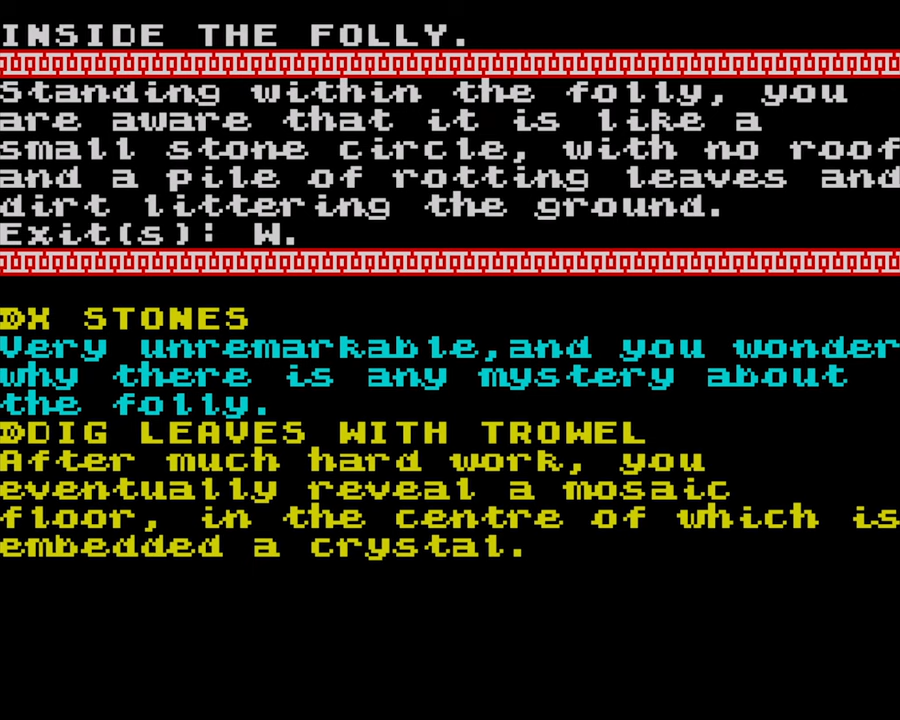 INSIDE THE FOLLY.
Standing within the folly, you
are aware that it is like a
small stone circle, with no roof
and a pile of rotting leaves and
dirt littering the ground.
Exit(s): W.
X STONES
Very unremarkable,and you wonder
why there is any mystery about
the folly.
DIG LEAVES WITH TROWEL
After much hard work, you
eventually reveal a mosaic
floor, in the centre of which is
embedded a crystal.